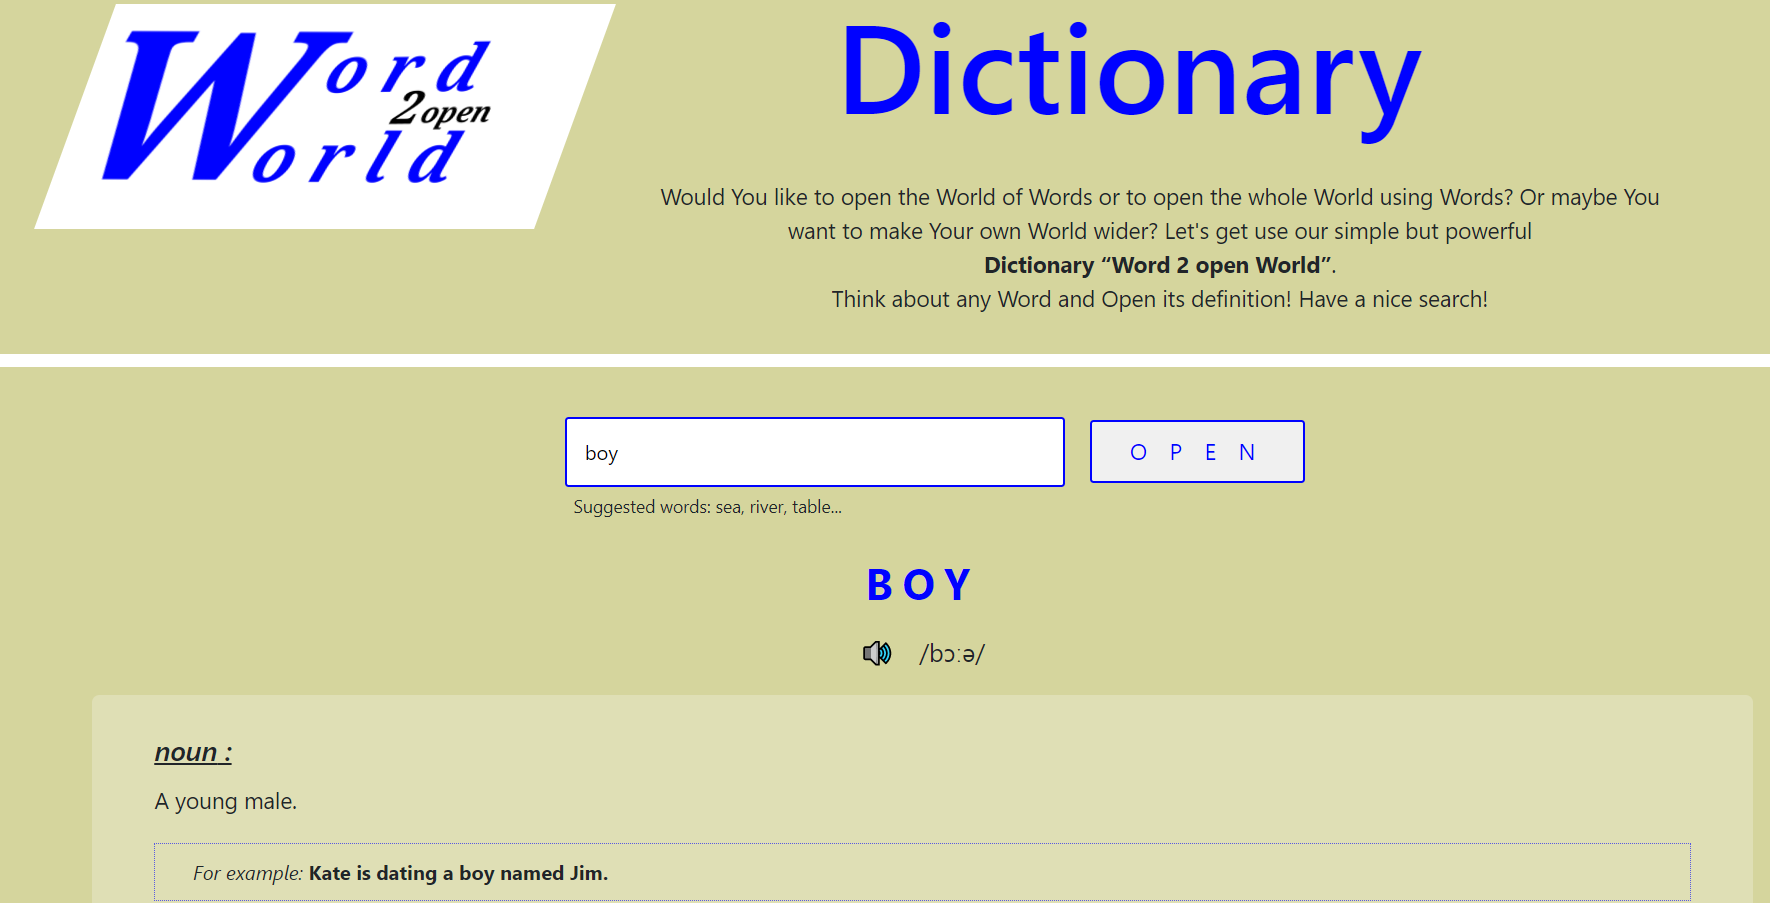 Word
2 open
World
Dictionary
Would You like to open the World of Words or to open the whole World using Words? Or maybe You
want to make Your own World wider? Let's get use our simple but powerful
Dictionary “Word 2 open World”.
Think about any Word and Open its definition! Have a nice search!
boy
OPEN
Suggested words: sea, river, table...
BOY
/bɔːə/
noun :
A young male.
For example: Kate is dating a boy named Jim.